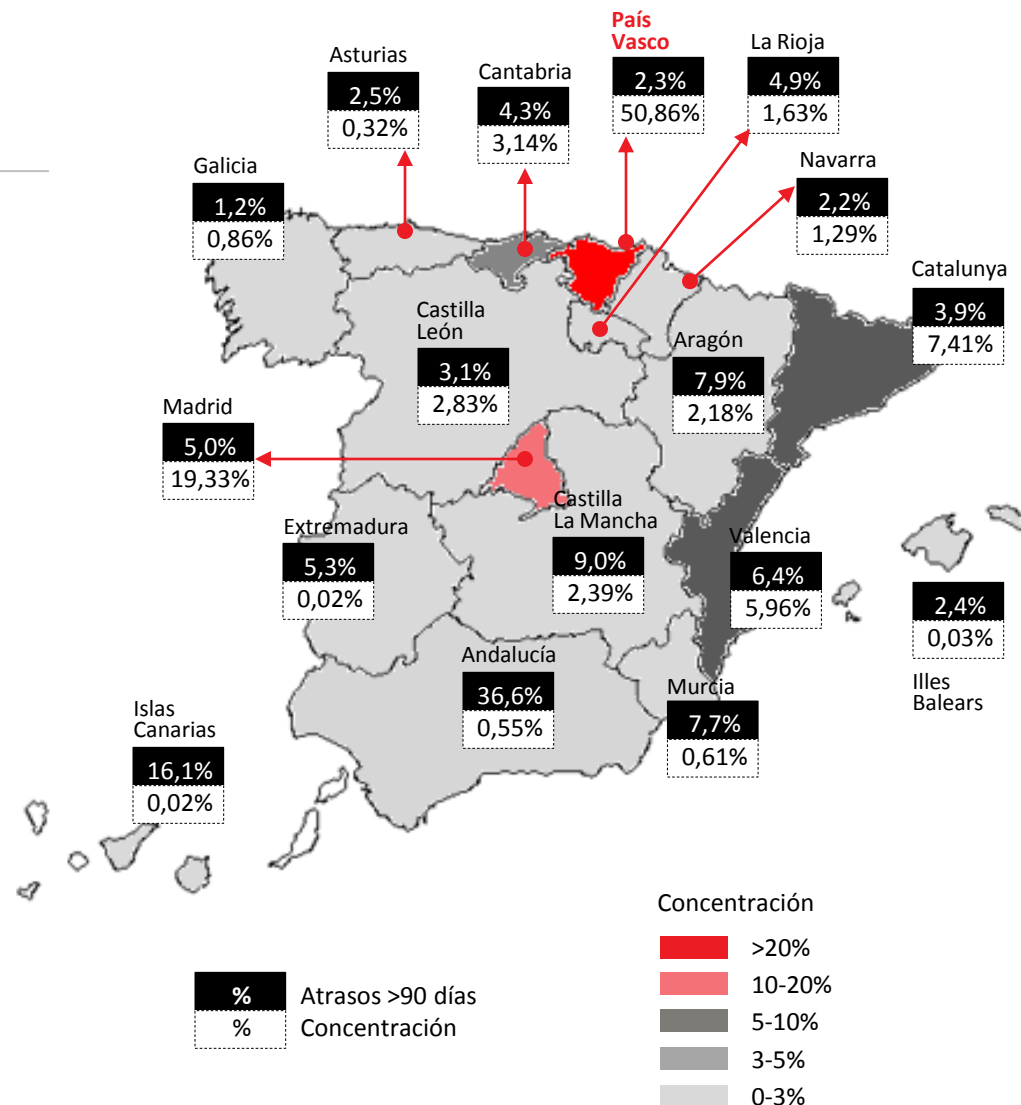 País
Vasco
2,3%
50,86%
La Rioja
4,9%
1,63%
Asturias
2,5%
0,32%
Cantabria
4,3%
3,14%
Galicia
1,2%
0,86%
Navarra
2,2%
1,29%
Catalunya
3,9%
7,41%
Castilla
León
3,1%
2,83%
Aragón
7,9%
2,18%
Madrid
5,0%
19,33%
Castilla
La Mancha
9,0%
2,39%
Extremadura
5,3%
0,02%
Valencia
6,4%
5,96%
2,4%
0,03%
Illes
Balears
Andalucía
36,6%
0,55%
Murcia
7,7%
0,61%
Islas
Canarias
16,1%
0,02%
Concentración
>20%
10-20%
5-10%
3-5%
0-3%
% Atrasos >90 días
% Concentración